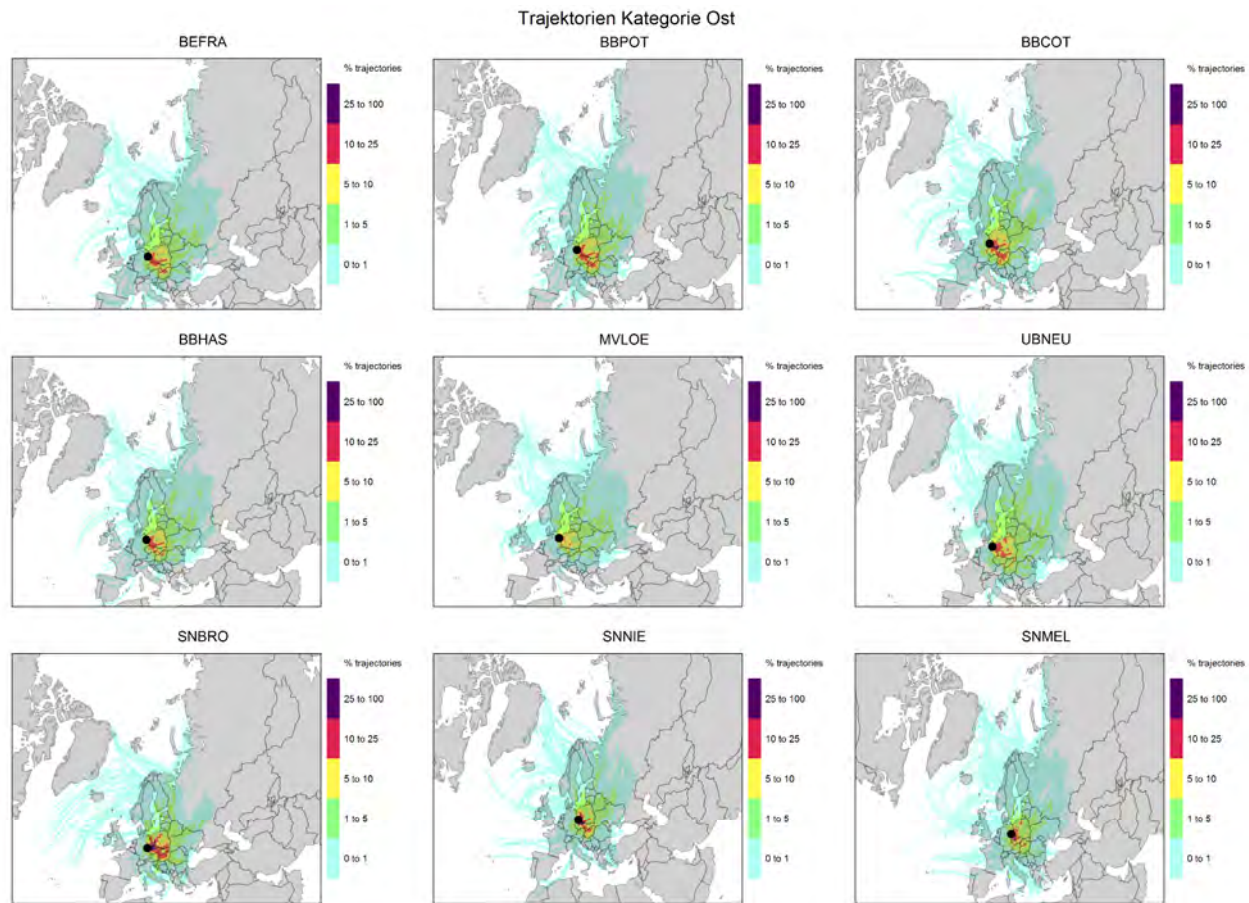 Trajektorien Kategorie Ost
BEFRA
% trajectories
25 to 100
10 to 25
5 to 10
1 to 5
0 to 1
BBPOT
% trajectories
25 to 100
10 to 25
5 to 10
1 to 5
0 to 1
BBCOT
% trajectories
25 to 100
10 to 25
5 to 10
1 to 5
0 to 1
BBHAS
% trajectories
25 to 100
10 to 25
5 to 10
1 to 5
0 to 1
MVLOE
% trajectories
25 to 100
10 to 25
5 to 10
1 to 5
0 to 1
UBNEU
% trajectories
25 to 100
10 to 25
5 to 10
1 to 5
0 to 1
SNBRO
% trajectories
25 to 100
10 to 25
5 to 10
1 to 5
0 to 1
SNNIE
% trajectories
25 to 100
10 to 25
5 to 10
1 to 5
0 to 1
SNMEL
% trajectories
25 to 100
10 to 25
5 to 10
1 to 5
0 to 1